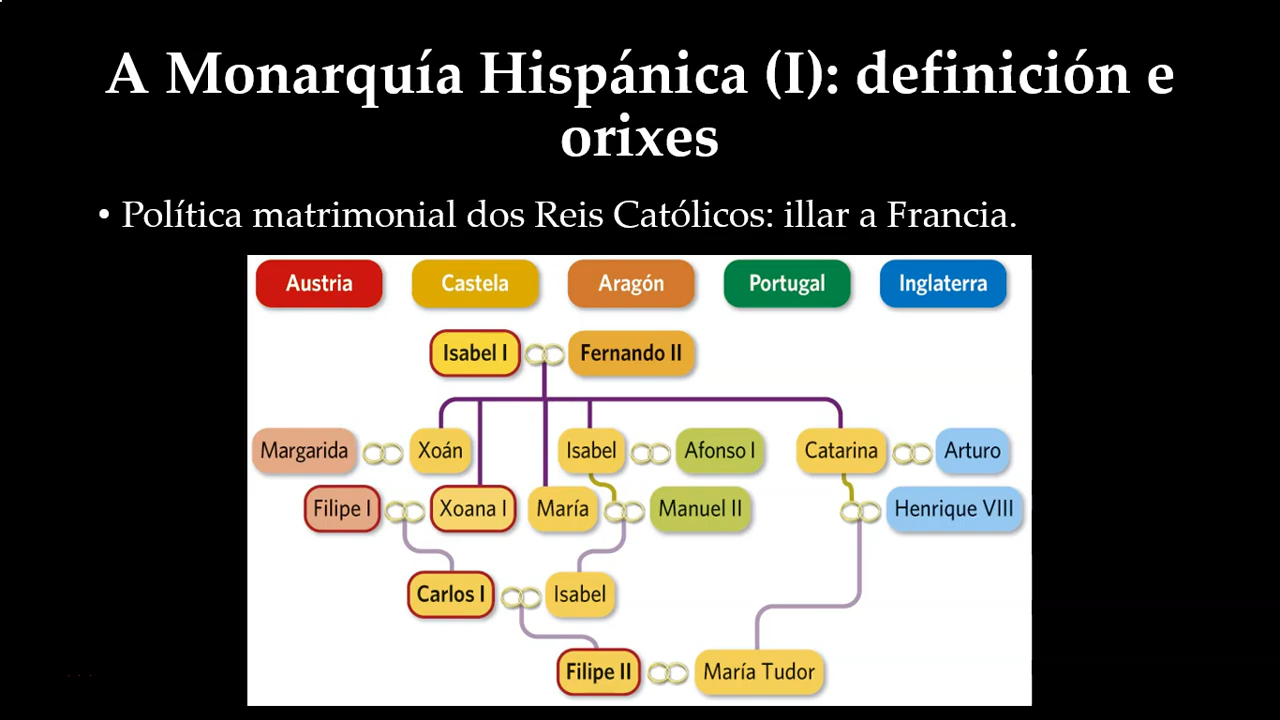 A Monarquía Hispánica (I): definición e
orixes
• Política matrimonial dos Reis Católicos: illar a Francia.
Austria Castela Aragón Portugal Inglaterra
Isabel I Fernando II
Margarida Xoán Isabel Afonso I Catarina Arturo
Filipe I Xoana I María Manuel II Henrique VIII
Carlos I Isabel
Filipe II María Tudor